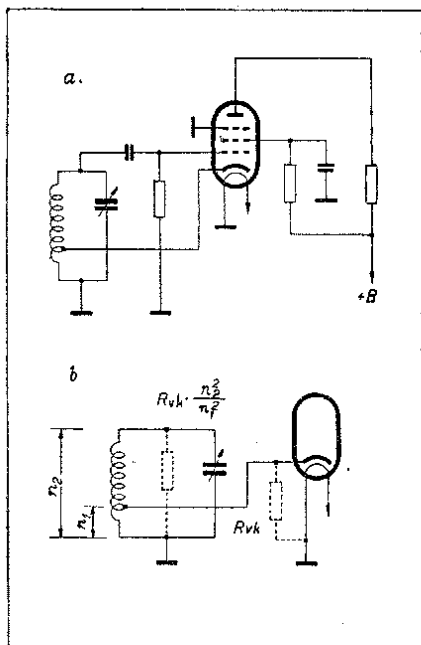 a.
+B
b
Rvk · n₂²/n₁²
n₂
n₁
Rvk